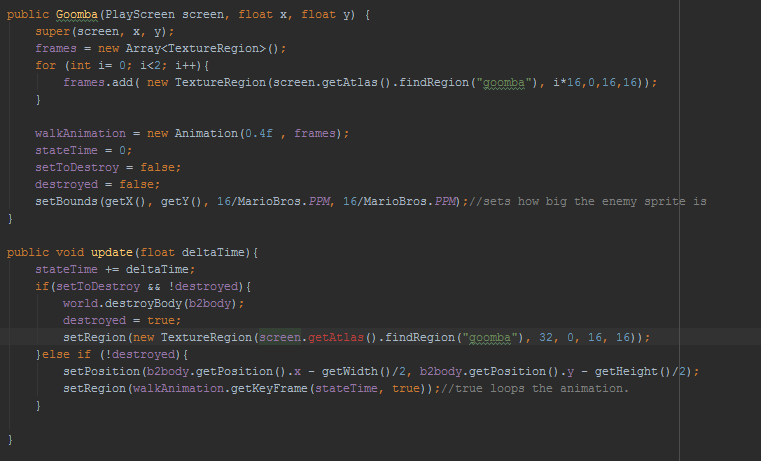 public Goomba(PlayScreen screen, float x, float y) {
super(screen, x, y);
frames = new Array<TextureRegion>();
for (int i= 0; i<2; i++){
frames.add( new TextureRegion(screen.getAtlas().findRegion("goomba"), i*16,0,16,16));
}
walkAnimation = new Animation(0.4f , frames);
stateTime = 0;
setToDestroy = false;
destroyed = false;
setBounds(getX(), getY(), 16/MarioBros.PPM, 16/MarioBros.PPM);//sets how big the enemy sprite is
}
public void update(float deltaTime){
stateTime += deltaTime;
if(setToDestroy && !destroyed){
world.destroyBody(b2body);
destroyed = true;
setRegion(new TextureRegion(screen.getAtlas().findRegion("goomba"), 32, 0, 16, 16));
}else if (!destroyed){
setPosition(b2body.getPosition().x - getWidth()/2, b2body.getPosition().y - getHeight()/2);
setRegion(walkAnimation.getKeyFrame(stateTime, true));//true loops the animation.
}
}